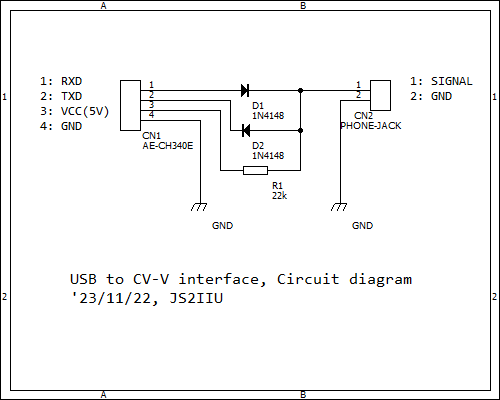 A B
1: RXD
2: TXD
3: VCC(5V)
4: GND
1
2
3
4
CN1
AE-CH340E
D1
1N4148
D2
1N4148
R1
22k
1
2
CN2
PHONE-JACK
1: SIGNAL
2: GND
1 1
GND GND
USB to CV-V interface, Circuit diagram
'23/11/22, JS2IIU
2 2
A B